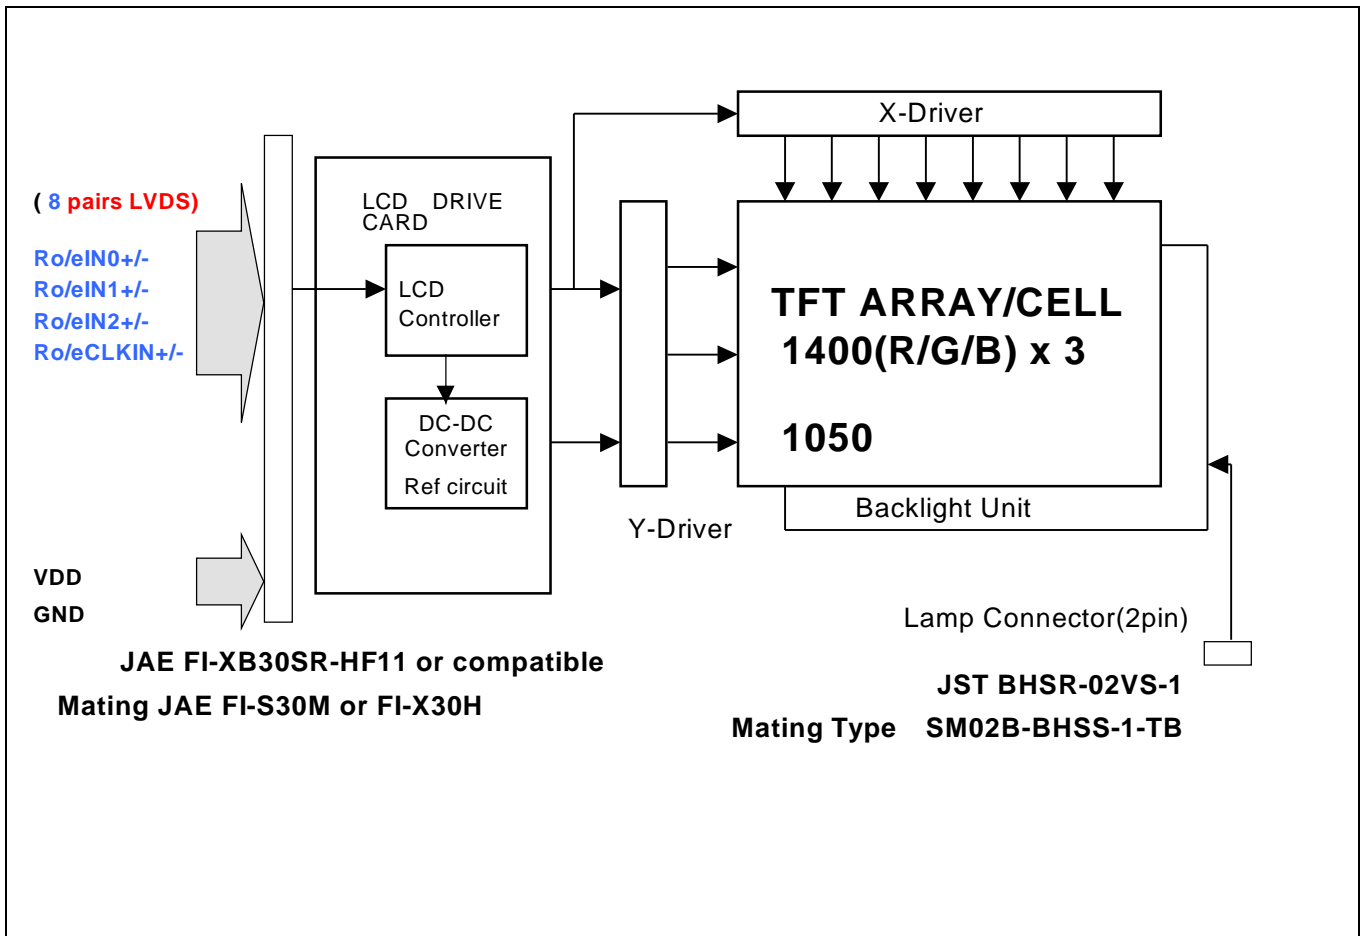 X-Driver
( 8 pairs LVDS)
LCD DRIVE
CARD
Ro/eIN0+/-
Ro/eIN1+/-
Ro/eIN2+/-
Ro/eCLKIN+/-
LCD
Controller
TFT ARRAY/CELL
1400(R/G/B) x 3
1050
DC-DC
Converter
Ref circuit
Backlight Unit
Y-Driver
VDD
GND
Lamp Connector(2pin)
JAE FI-XB30SR-HF11 or compatible
Mating JAE FI-S30M or FI-X30H
JST BHSR-02VS-1
Mating Type SM02B-BHSS-1-TB